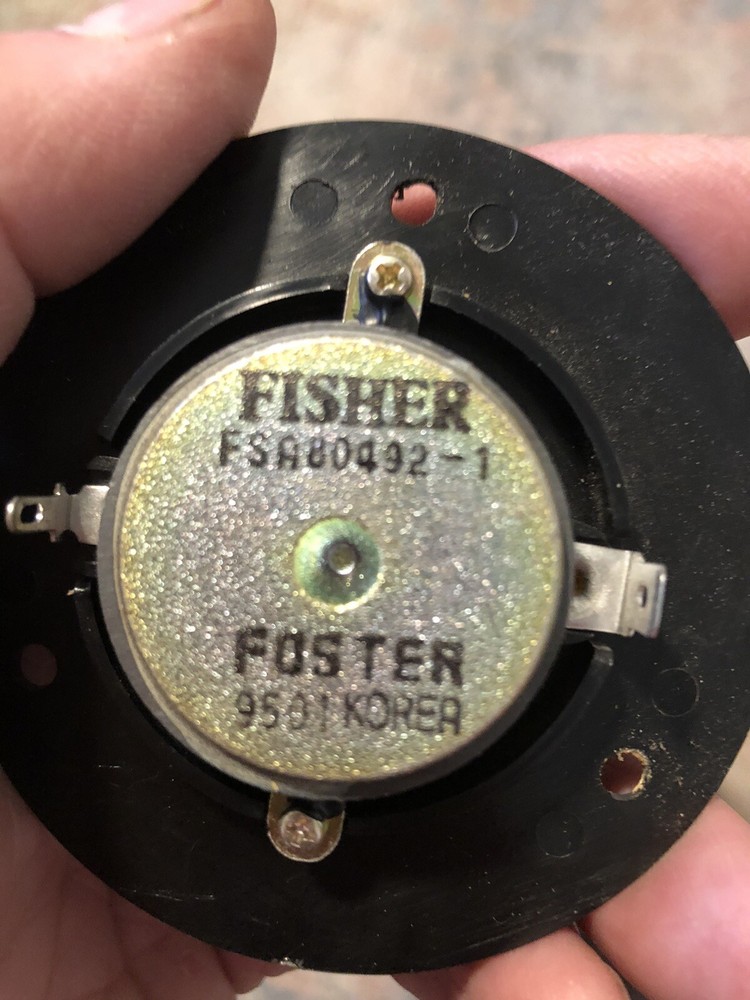 FISHER
FSA80492-1
FOSTER
9501 KOREA